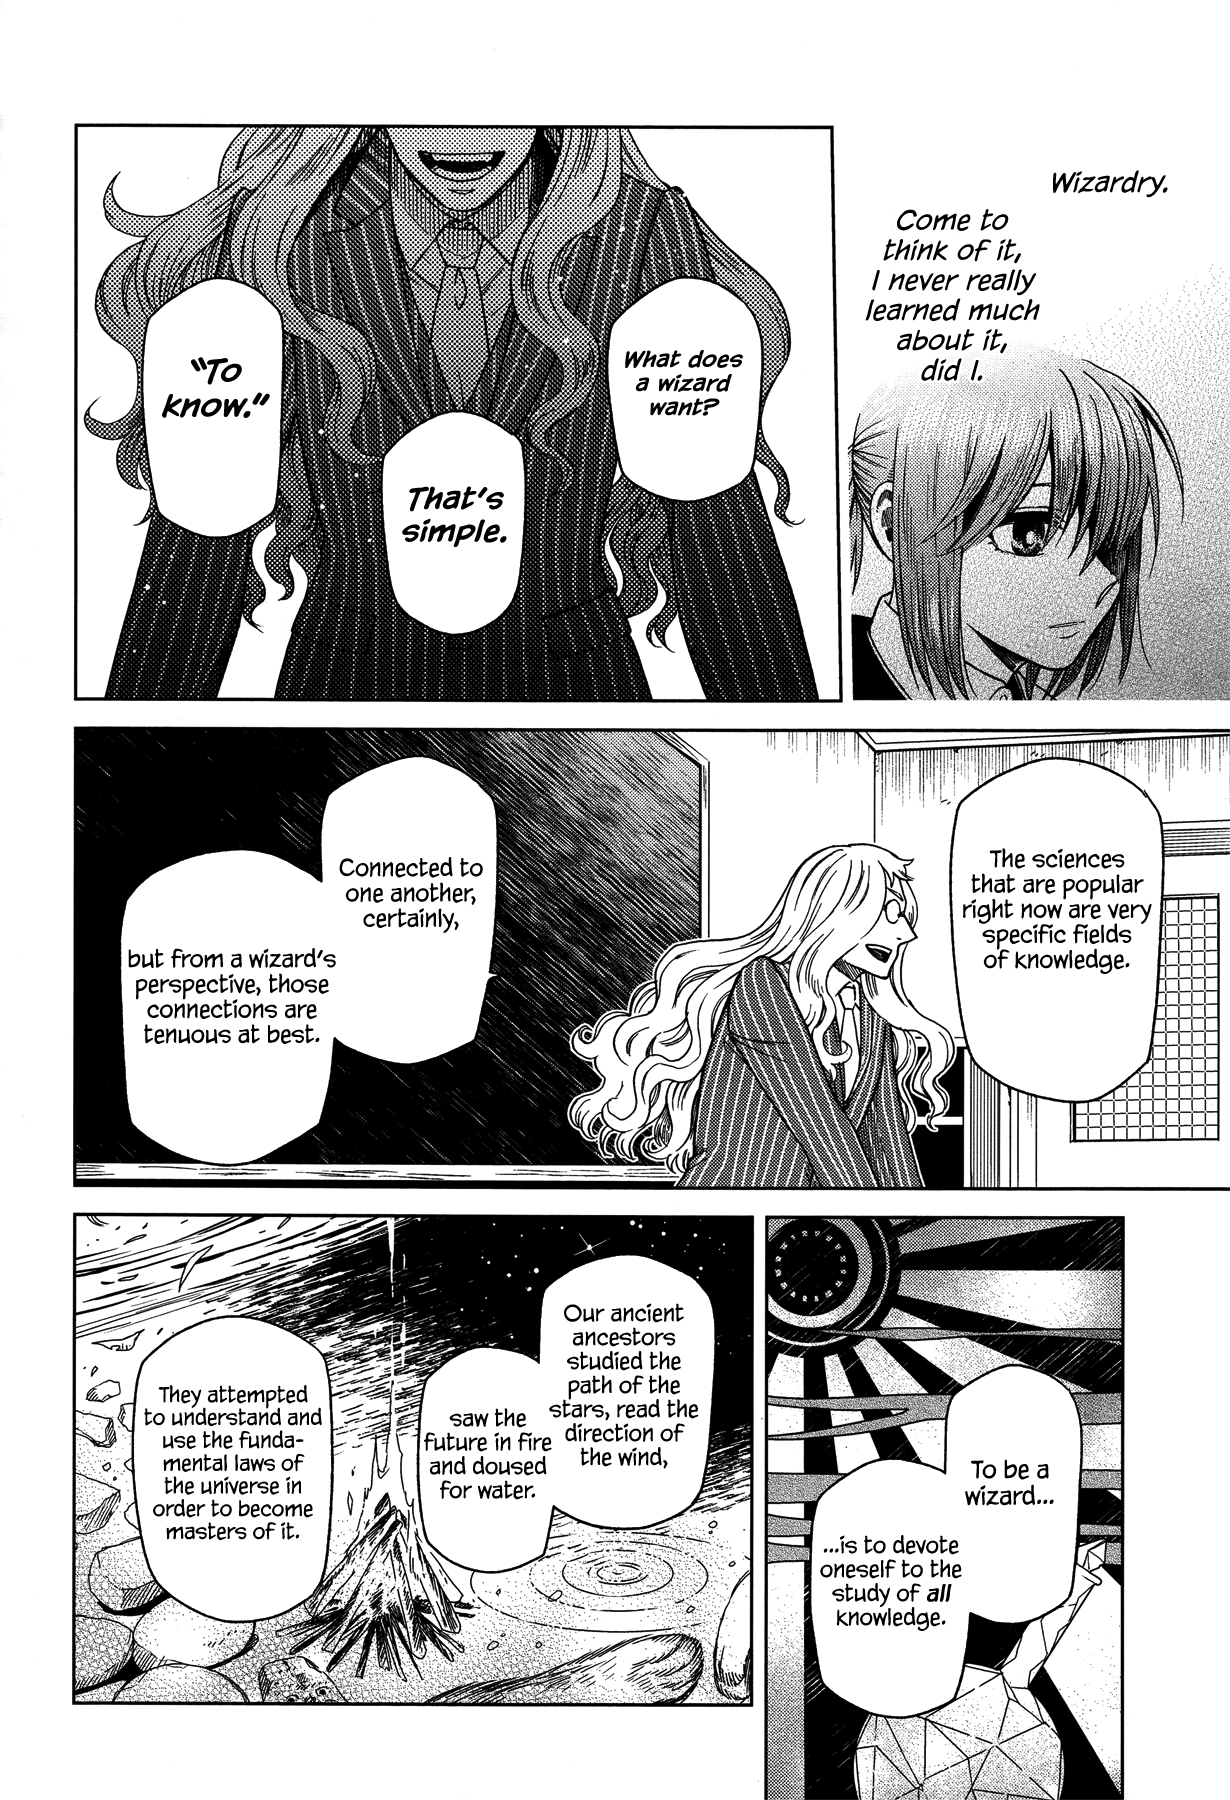 Wizardry.
Come to
think of it,
I never really
learned much
about it,
did I.
What does
a wizard
want?
That's
simple.
"To
know."
The sciences
that are popular
right now are very
specific fields
of knowledge.
Connected to
one another,
certainly,
but from a wizard's
perspective, those
connections are
tenuous at best.
To be a
wizard...
...is to devote
oneself to the
study of all
knowledge.
Our ancient
ancestors
studied the
path of the
stars, read the
direction of
the wind,
saw the
future in fire
and doused
for water.
They attempted
to understand and
use the funda-
mental laws of
the universe in
order to become
masters of it.